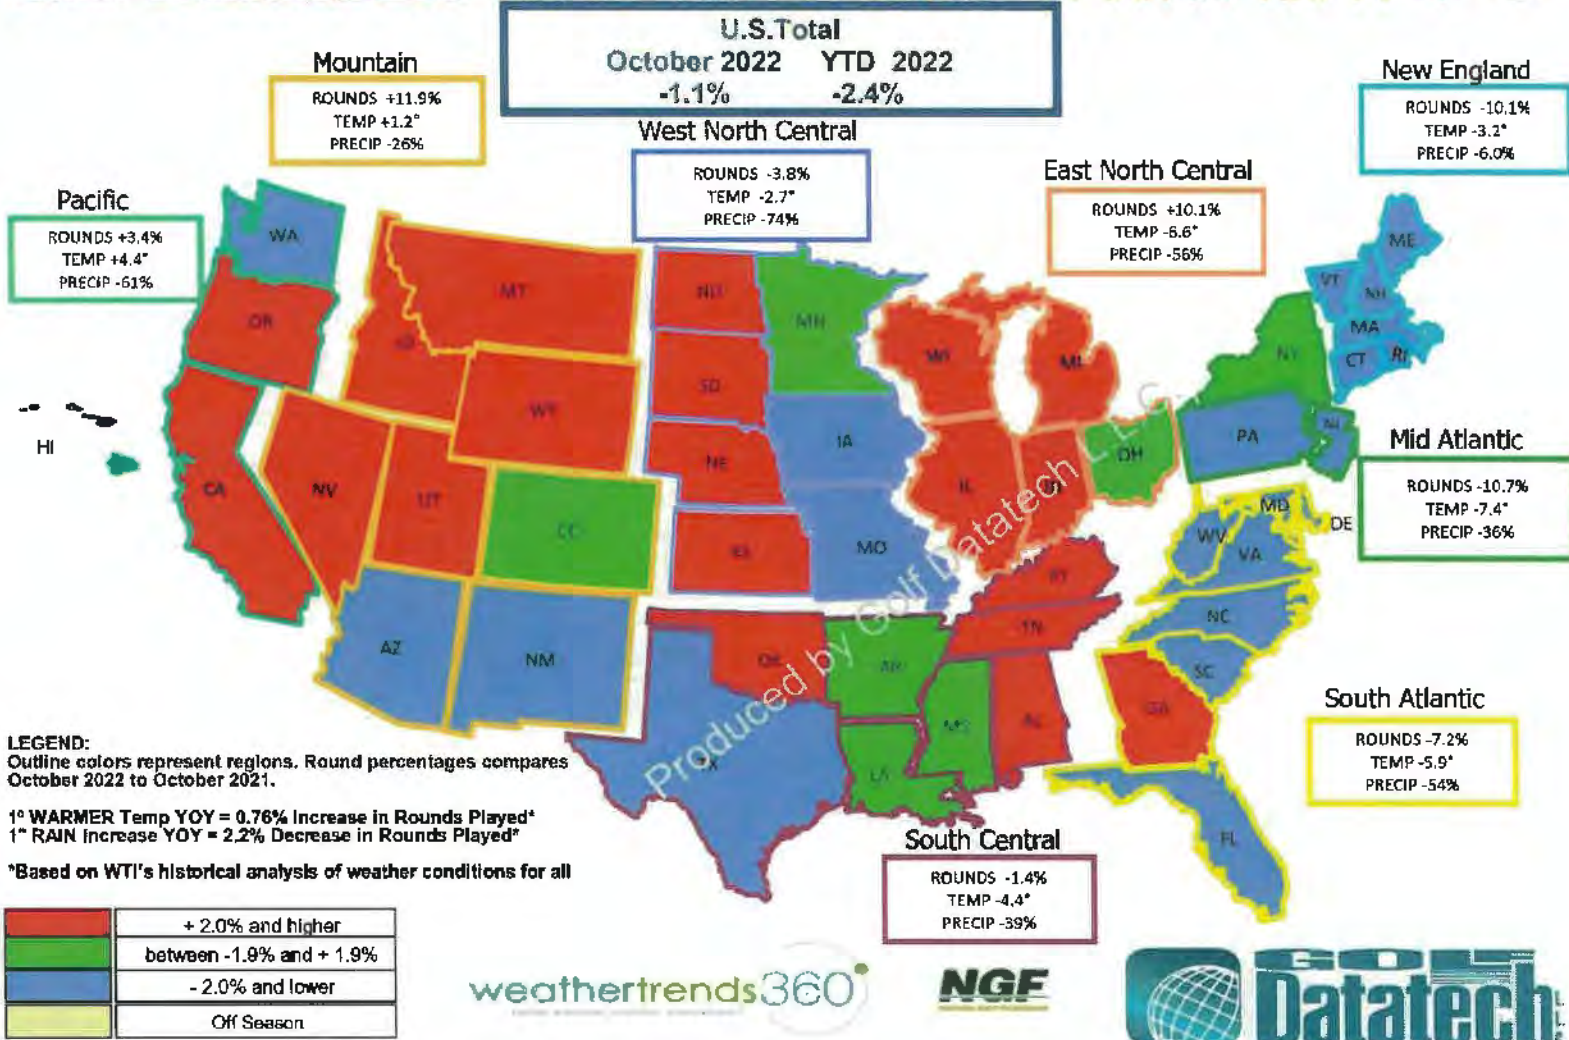 U.S.Total
October 2022 YTD 2022
-1.1% -2.4%
Mountain
ROUNDS +11.9%
TEMP +1.2°
PRECIP -26%
West North Central
ROUNDS -3.8%
TEMP -2.7°
PRECIP -74%
New England
ROUNDS -10.1%
TEMP -3.2°
PRECIP -6.0%
East North Central
ROUNDS +10.1%
TEMP -6.6°
PRECIP -56%
Pacific
ROUNDS +3.4%
TEMP +4.4°
PRECIP -61%
WA
OR
CA
HI
MT
ID
WY
NV
UT
CO
AZ
NM
ND
SD
NE
KS
MN
IA
MO
WI
MI
IL
IN
OH
KY
TN
OK
AR
TX
LA
MS
AL
GA
FL
SC
NC
VA
WV
MD
DE
PA
NJ
NY
CT
RI
MA
VT
NH
ME
Mid Atlantic
ROUNDS -10.7%
TEMP -7.4°
PRECIP -36%
South Atlantic
ROUNDS -7.2%
TEMP -5.9°
PRECIP -54%
South Central
ROUNDS -1.4%
TEMP -4.4°
PRECIP -39%
Produced by Golf Datatech L.L.C.
LEGEND:
Outline colors represent regions. Round percentages compares
October 2022 to October 2021.
1° WARMER Temp YOY = 0.76% Increase in Rounds Played*
1" RAIN Increase YOY = 2.2% Decrease in Rounds Played*
*Based on WTI's historical analysis of weather conditions for all
+ 2.0% and higher
between -1.9% and + 1.9%
- 2.0% and lower
Off Season
weathertrends360°
NGF
GOLF
Datatech